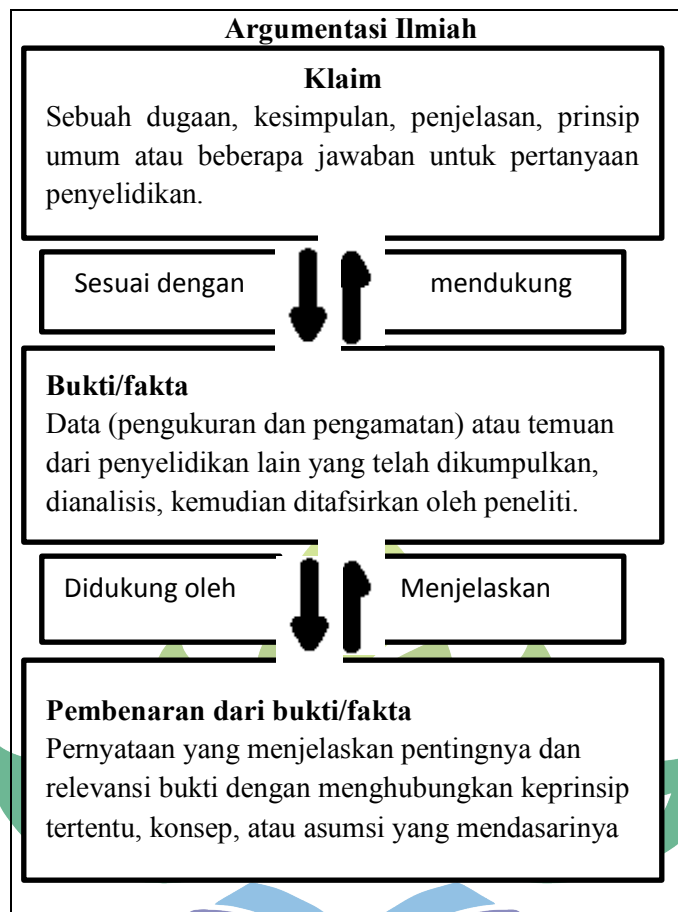 Argumentasi Ilmiah
Klaim
Sebuah dugaan, kesimpulan, penjelasan, prinsip
umum atau beberapa jawaban untuk pertanyaan
penyelidikan.
Sesuai dengan
mendukung
Bukti/fakta
Data (pengukuran dan pengamatan) atau temuan
dari penyelidikan lain yang telah dikumpulkan,
dianalisis, kemudian ditafsirkan oleh peneliti.
Didukung oleh
Menjelaskan
Pembenaran dari bukti/fakta
Pernyataan yang menjelaskan pentingnya dan
relevansi bukti dengan menghubungkan keprinsip
tertentu, konsep, atau asumsi yang mendasarinya